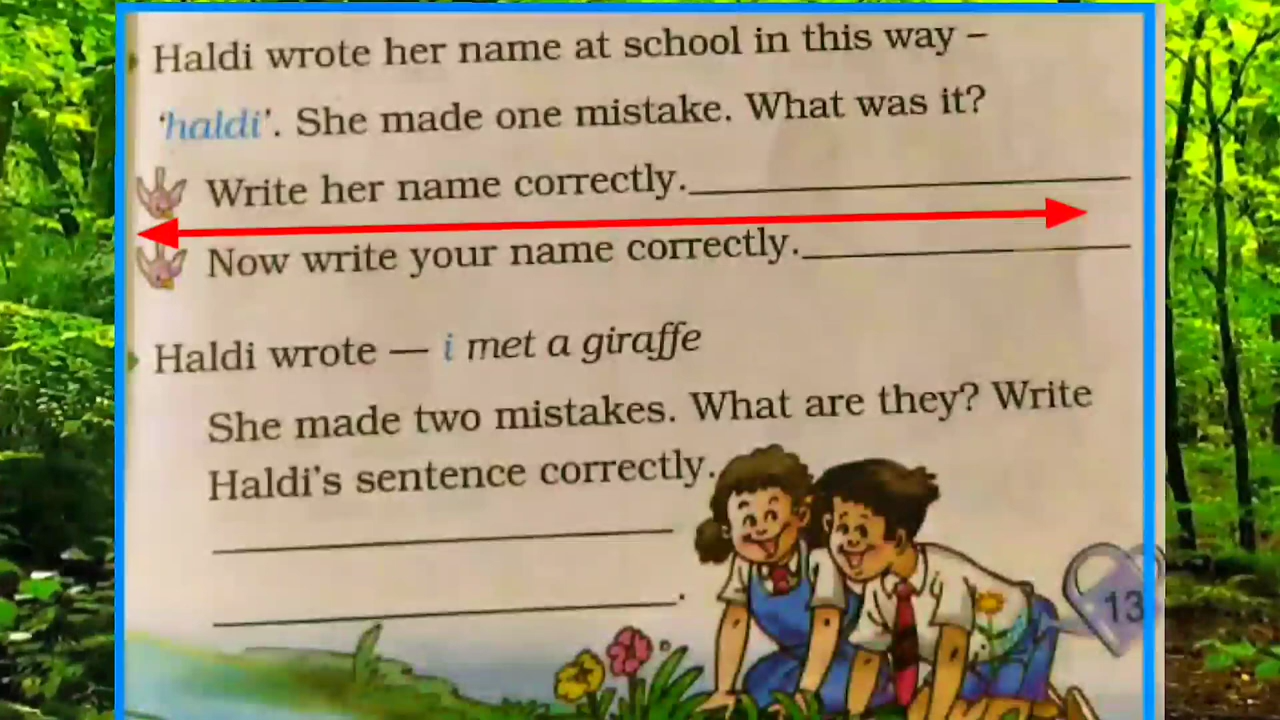 Haldi wrote her name at school in this way –
‘haldi’. She made one mistake. What was it?
Write her name correctly.
Now write your name correctly.
Haldi wrote — i met a giraffe
She made two mistakes. What are they? Write
Haldi’s sentence correctly.
.
13